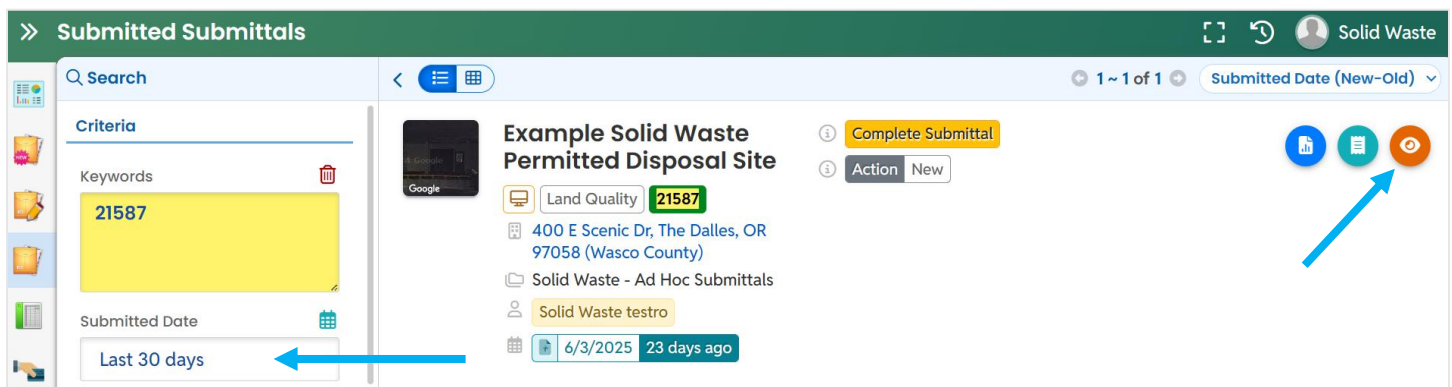 Submitted Submittals
Solid Waste
Search
1 ~ 1 of 1
Submitted Date (New-Old)
Criteria
Keywords
21587
Submitted Date
Last 30 days
NEW
Google
Google
Example Solid Waste
Permitted Disposal Site
Land Quality 21587
400 E Scenic Dr, The Dalles, OR
97058 (Wasco County)
Solid Waste - Ad Hoc Submittals
Solid Waste testro
6/3/2025 23 days ago
Complete Submittal
Action New